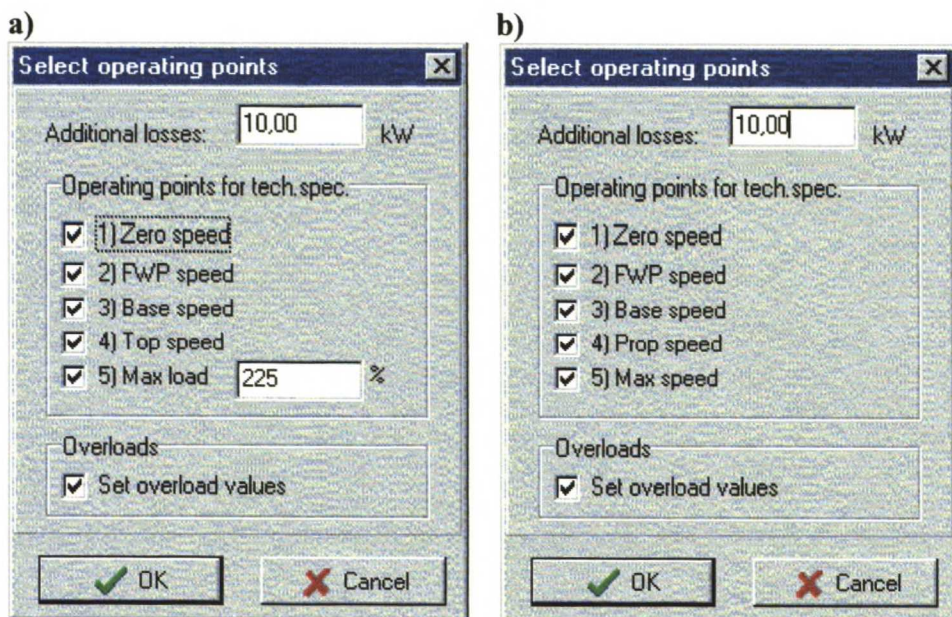 a)
Select operating points
Additional losses: 10,00 kW
Operating points for tech.spec.
1) Zero speed
2) FWP speed
3) Base speed
4) Top speed
5) Max load 225 %
Overloads
Set overload values
OK Cancel
b)
Select operating points
Additional losses: 10,00 kW
Operating points for tech.spec.
1) Zero speed
2) FWP speed
3) Base speed
4) Prop speed
5) Max speed
Overloads
Set overload values
OK Cancel